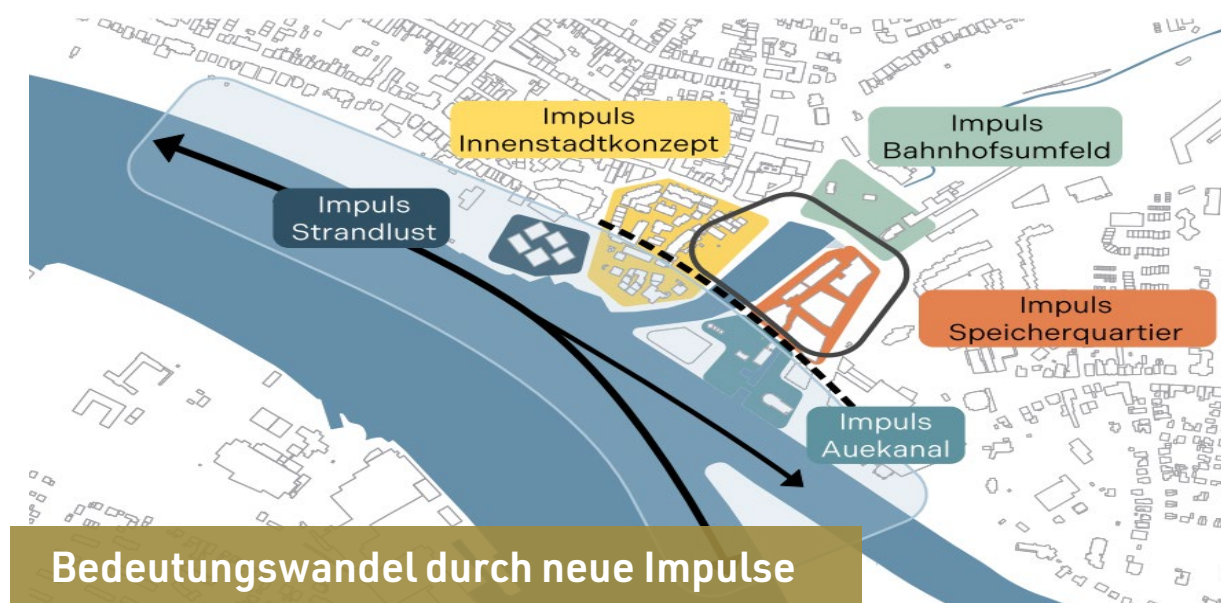 Impuls
Innenstadtkonzept
Impuls
Bahnhofsumfeld
Impuls
Strandlust
Impuls
Speicherquartier
Impuls
Auekanal
Bedeutungswandel durch neue Impulse